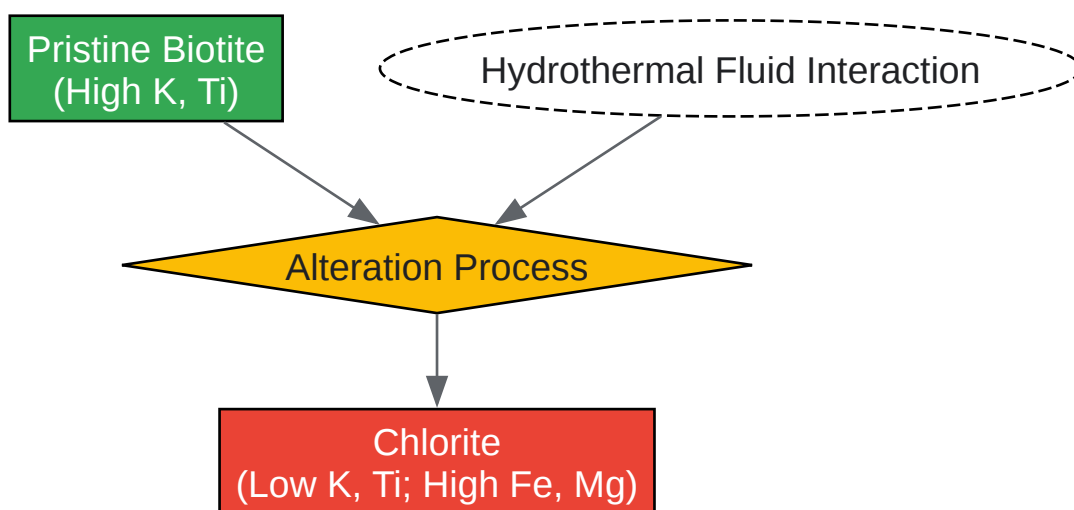 Pristine Biotite
(High K, Ti)
Hydrothermal Fluid Interaction
Alteration Process
Chlorite
(Low K, Ti; High Fe, Mg)